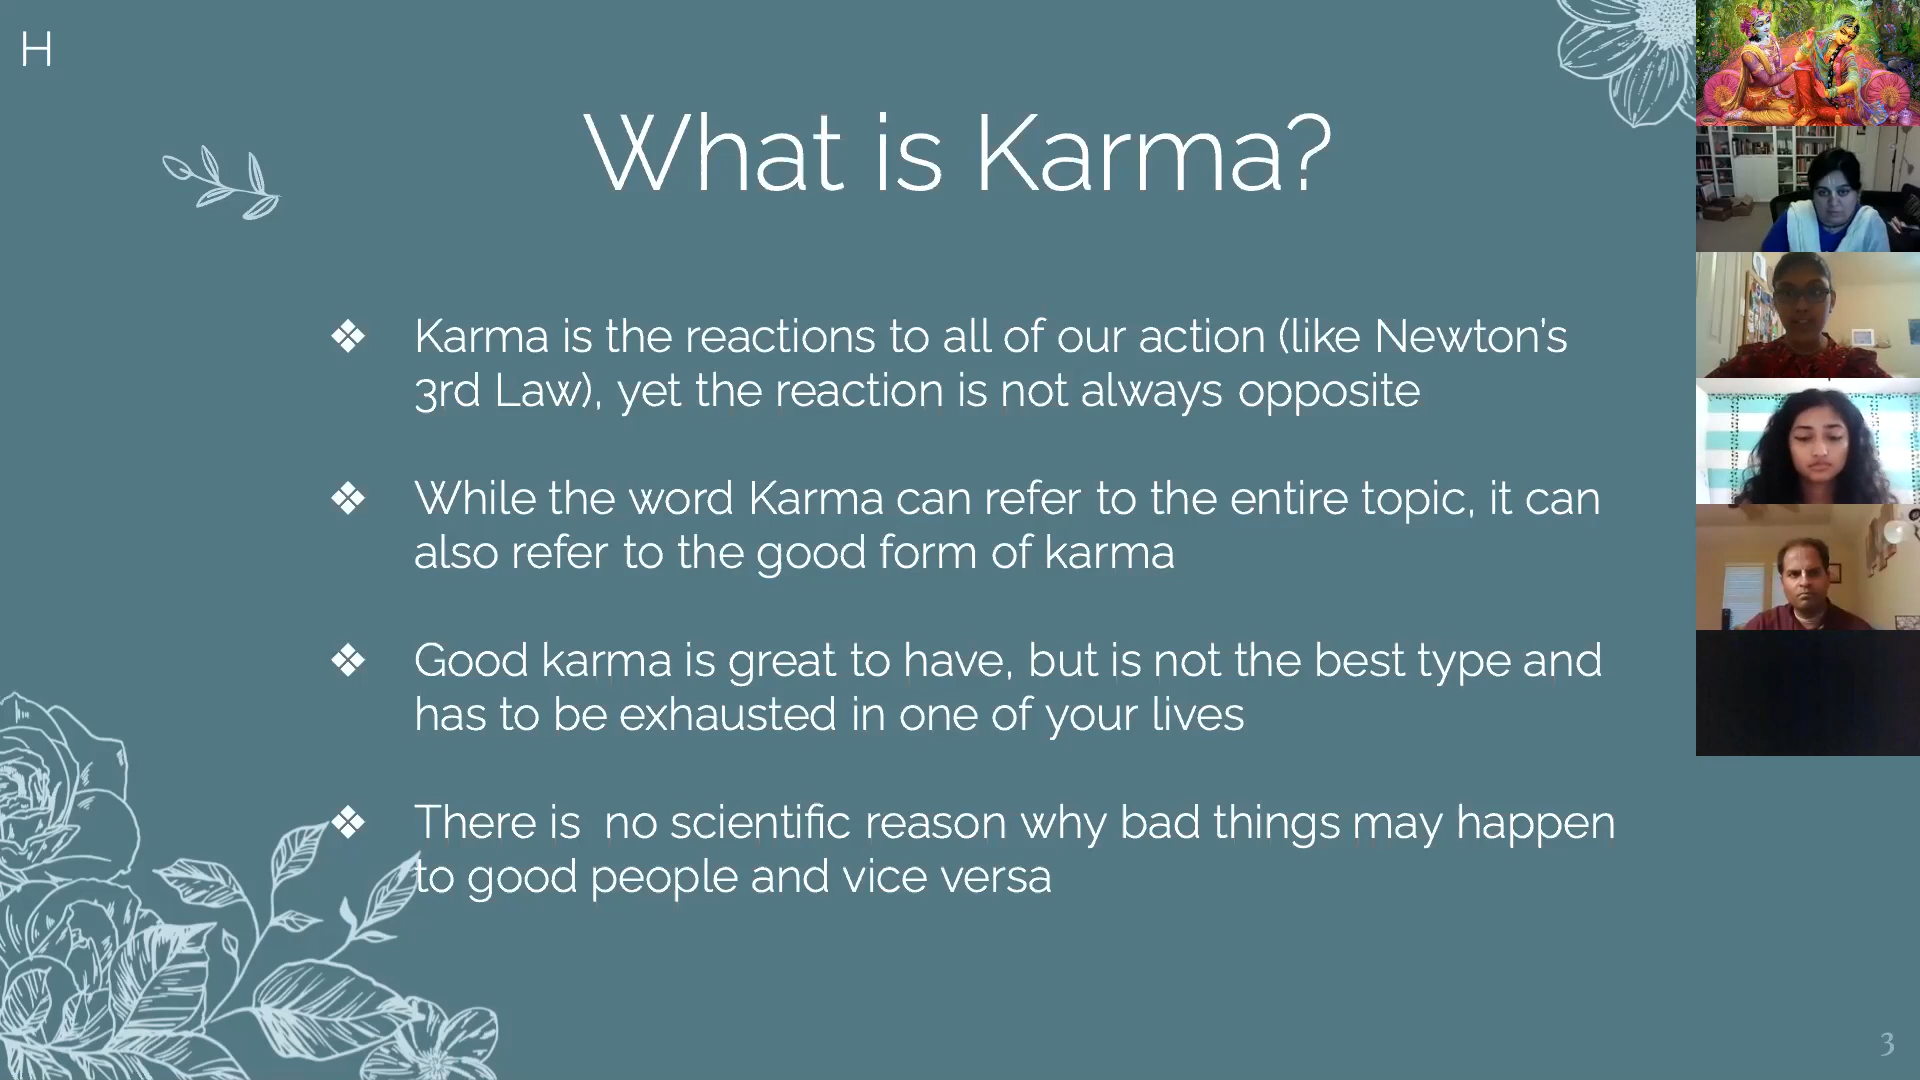 H
What is Karma?
❖ Karma is the reactions to all of our action (like Newton's
3rd Law), yet the reaction is not always opposite
❖ While the word Karma can refer to the entire topic, it can
also refer to the good form of karma
❖ Good karma is great to have, but is not the best type and
has to be exhausted in one of your lives
❖ There is  no scientific reason why bad things may happen
to good people and vice versa
3